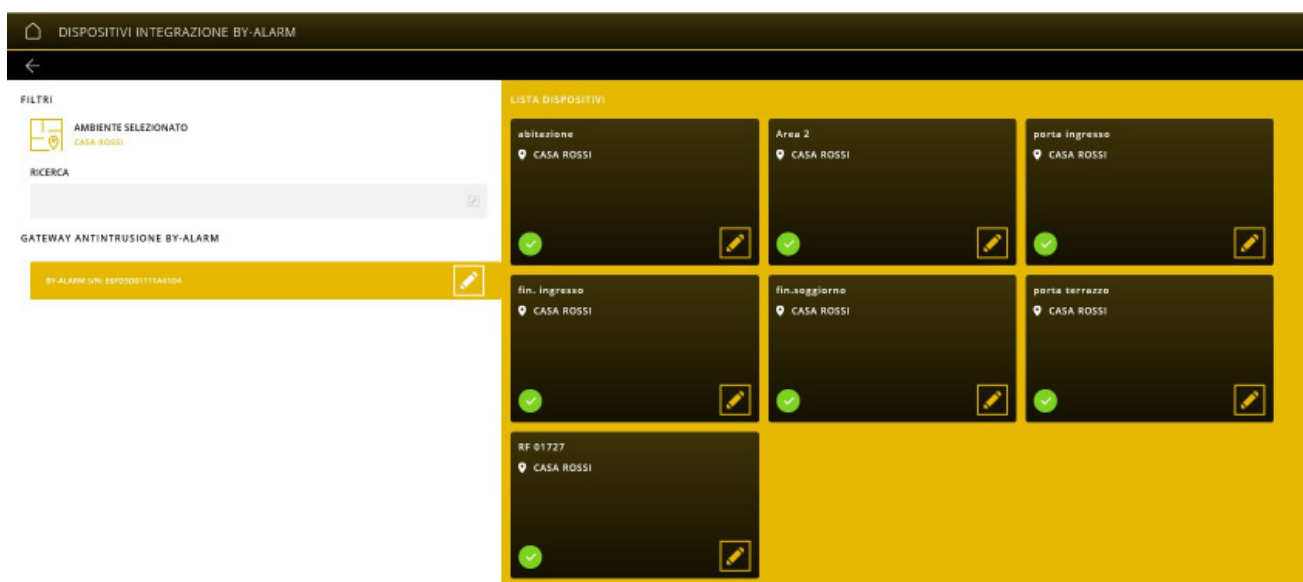 DISPOSITIVI INTEGRAZIONE BY-ALARM
FILTRI
AMBIENTE SELEZIONATO
CASA ROSSI
RICERCA
GATEWAY ANTINTRUSIONE BY-ALARM
BY-ALARM S/N:
LISTA DISPOSITIVI
abitazione
CASA ROSSI
Area 2
CASA ROSSI
porta ingresso
CASA ROSSI
fin. ingresso
CASA ROSSI
fin.soggiorno
CASA ROSSI
porta terrazzo
CASA ROSSI
RF 01727
CASA ROSSI